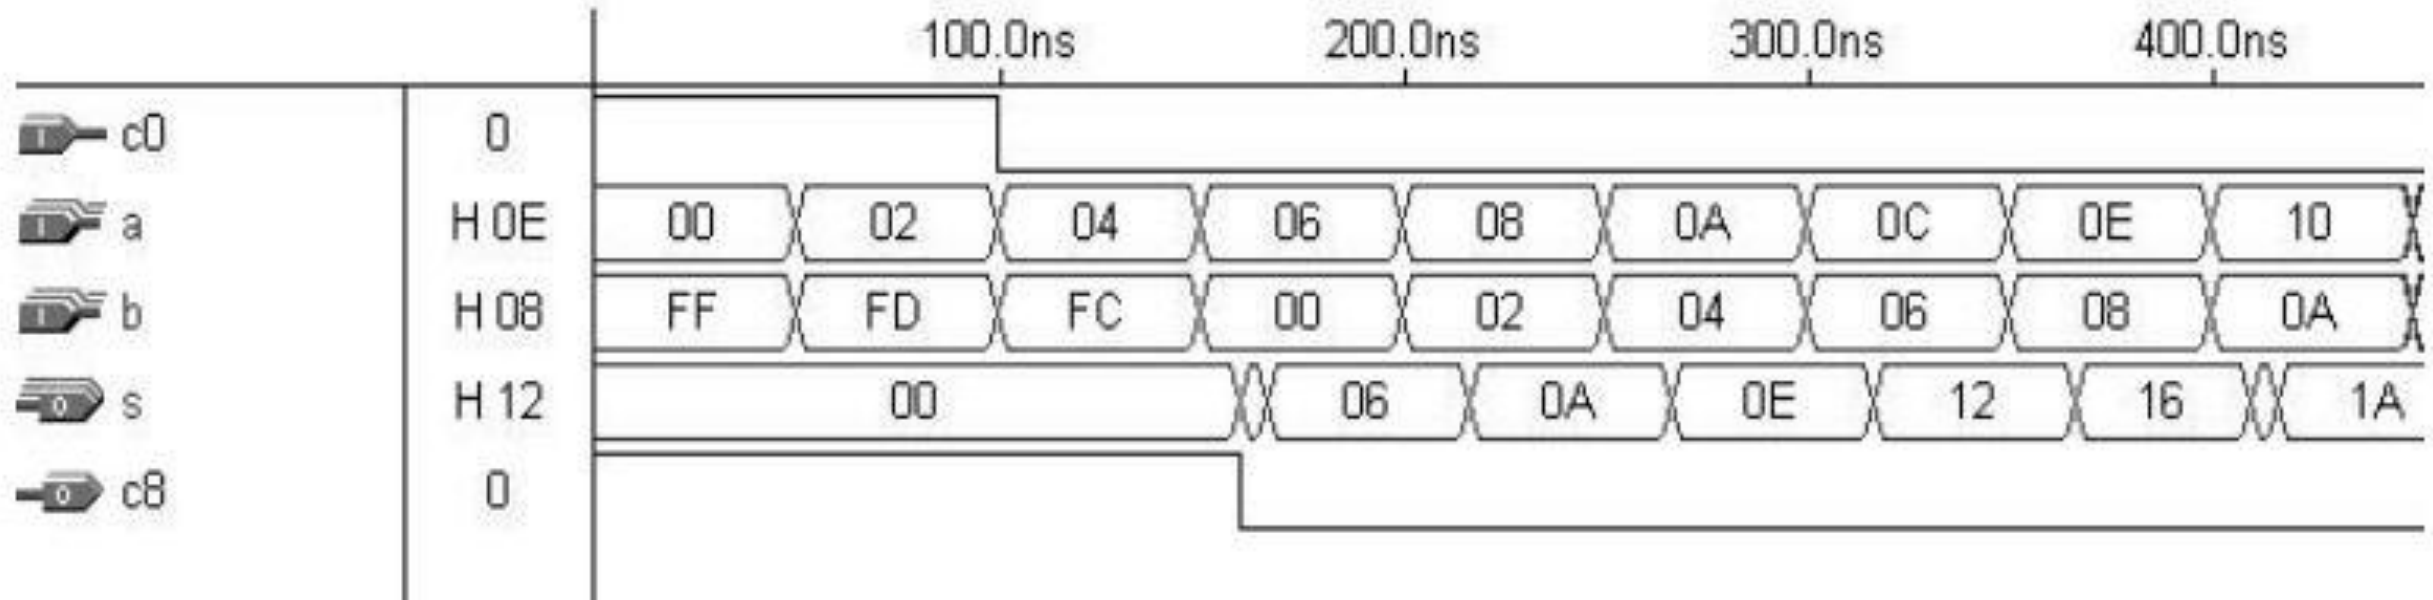 100.0ns 200.0ns 300.0ns 400.0ns
I c0 0
I a H 0E 00 02 04 06 08 0A 0C 0E 10
I b H 08 FF FD FC 00 02 04 06 08 0A
O s H 12 00 06 0A 0E 12 16 1A
O c8 0